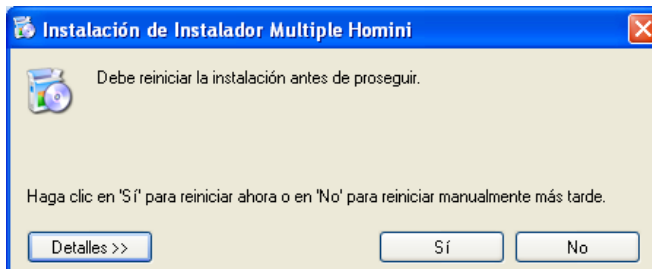 Instalación de Instalador Multiple Homini
Debe reiniciar la instalación antes de proseguir.
Haga clic en 'Sí' para reiniciar ahora o en 'No' para reiniciar manualmente más tarde.
Detalles >> Sí No